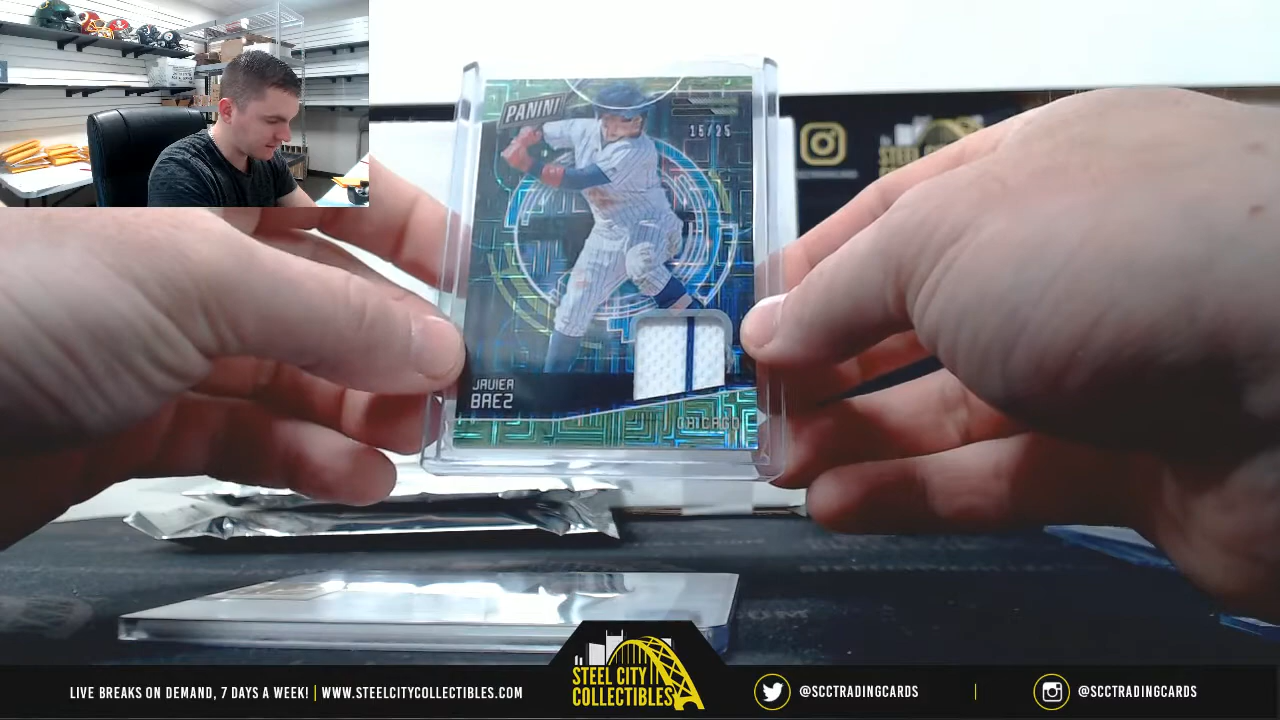 PANINI
15/25
JAVIER
BAEZ
CHICAGO
STEEL C
LIVE BREAKS ON DEMAND, 7 DAYS A WEEK! | WWW.STEELCITYCOLLECTIBLES.COM
STEEL CITY
COLLECTIBLES
@SCCTRADINGCARDS
@SCCTRADINGCARDS